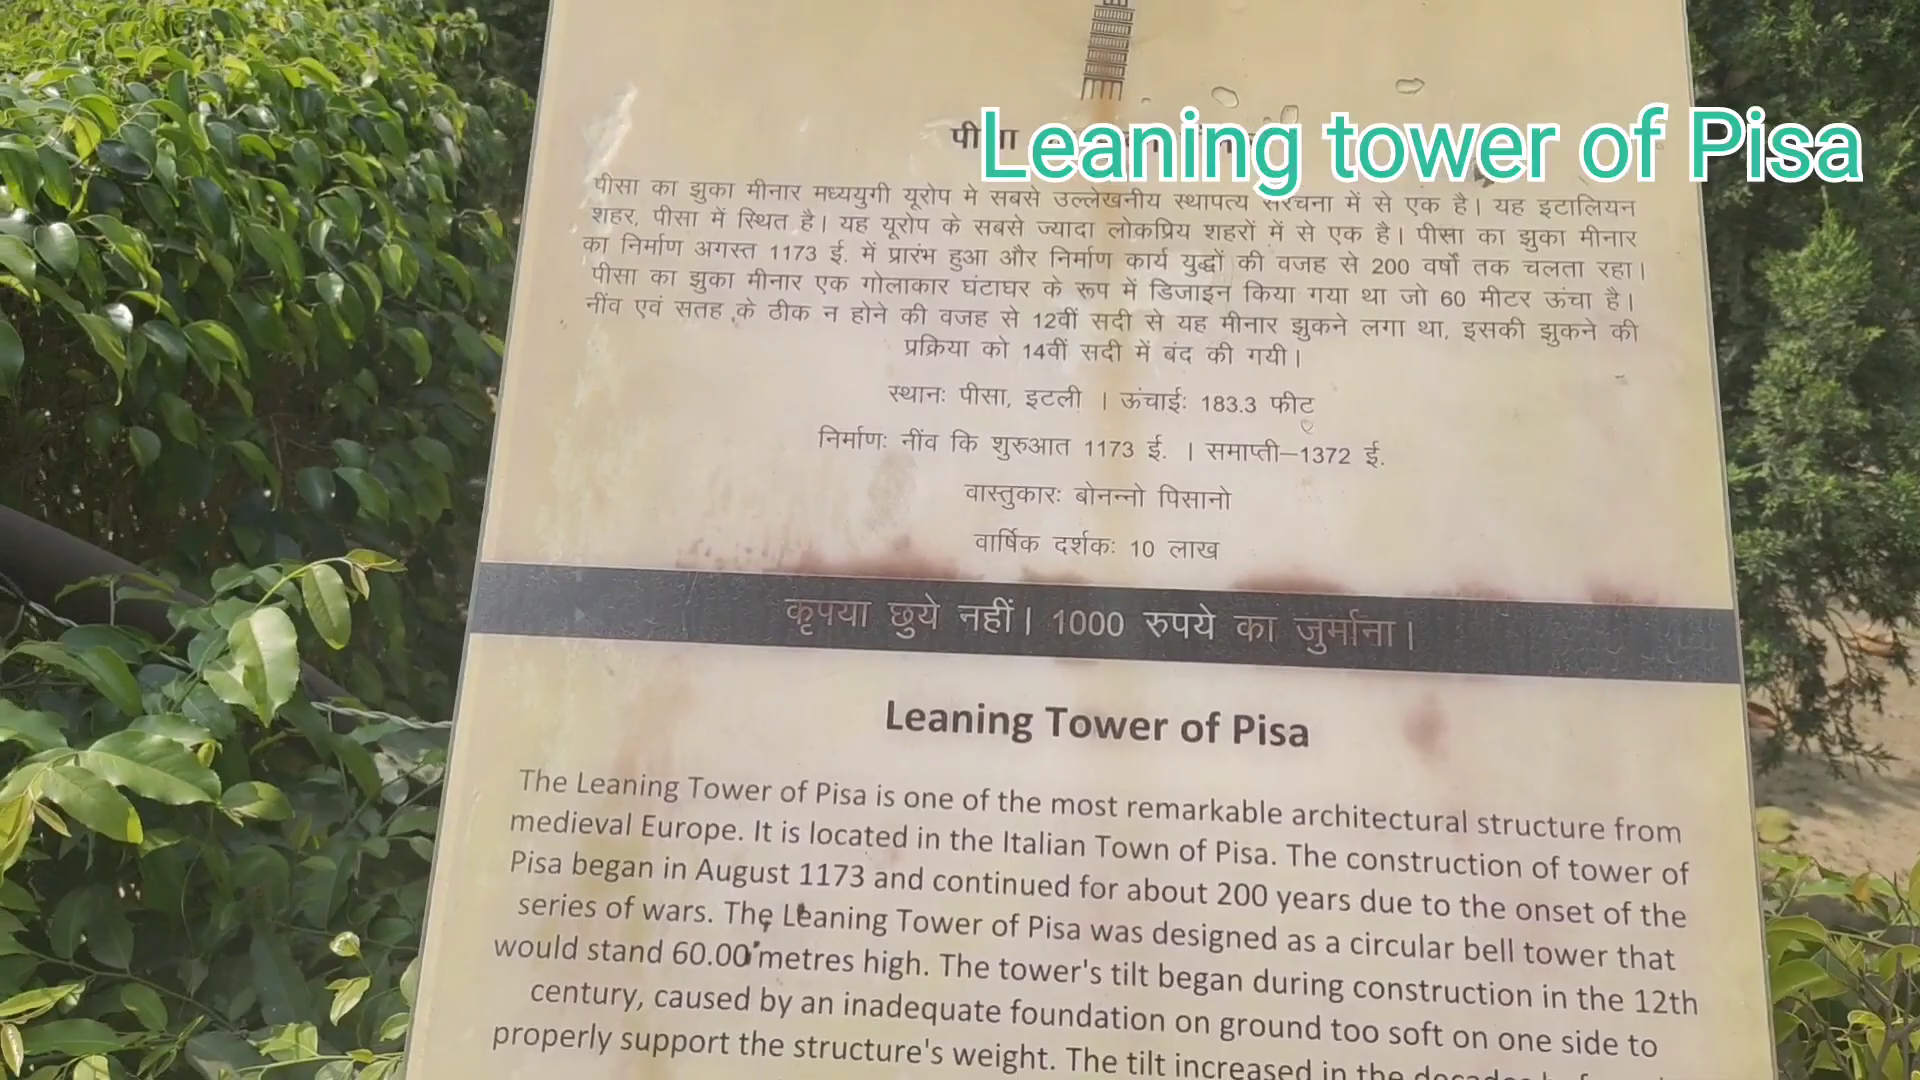 Leaning tower of Pisa
पीसा
पीसा का झुका मीनार मध्ययुगी यूरोप मे सबसे उल्लेखनीय स्थापत्य संरचना में से एक है। यह इटालियन
शहर, पीसा में स्थित है। यह यूरोप के सबसे ज्यादा लोकप्रिय शहरों में से एक है। पीसा का झुका मीनार
का निर्माण अगस्त 1173 ई. में प्रारंभ हुआ और निर्माण कार्य युद्धों की वजह से 200 वर्षों तक चलता रहा।
पीसा का झुका मीनार एक गोलाकार घंटाघर के रूप में डिजाइन किया गया था जो 60 मीटर ऊंचा है।
नींव एवं सतह के ठीक न होने की वजह से 12वीं सदी से यह मीनार झुकने लगा था, इसकी झुकने की
प्रक्रिया को 14वीं सदी में बंद की गयी।
स्थानः पीसा, इटली । ऊंचाईः 183.3 फीट
निर्माणः नींव कि शुरुआत 1173 ई. । समाप्ती–1372 ई.
वास्तुकारः बोनन्नो पिसानो
वार्षिक दर्शकः 10 लाख
कृपया छुये नहीं। 1000 रुपये का जुर्माना।
Leaning Tower of Pisa
The Leaning Tower of Pisa is one of the most remarkable architectural structure from
medieval Europe. It is located in the Italian Town of Pisa. The construction of tower of
Pisa began in August 1173 and continued for about 200 years due to the onset of the
series of wars. The Leaning Tower of Pisa was designed as a circular bell tower that
would stand 60.00 metres high. The tower's tilt began during construction in the 12th
century, caused by an inadequate foundation on ground too soft on one side to
properly support the structure's weight. The tilt increased in the